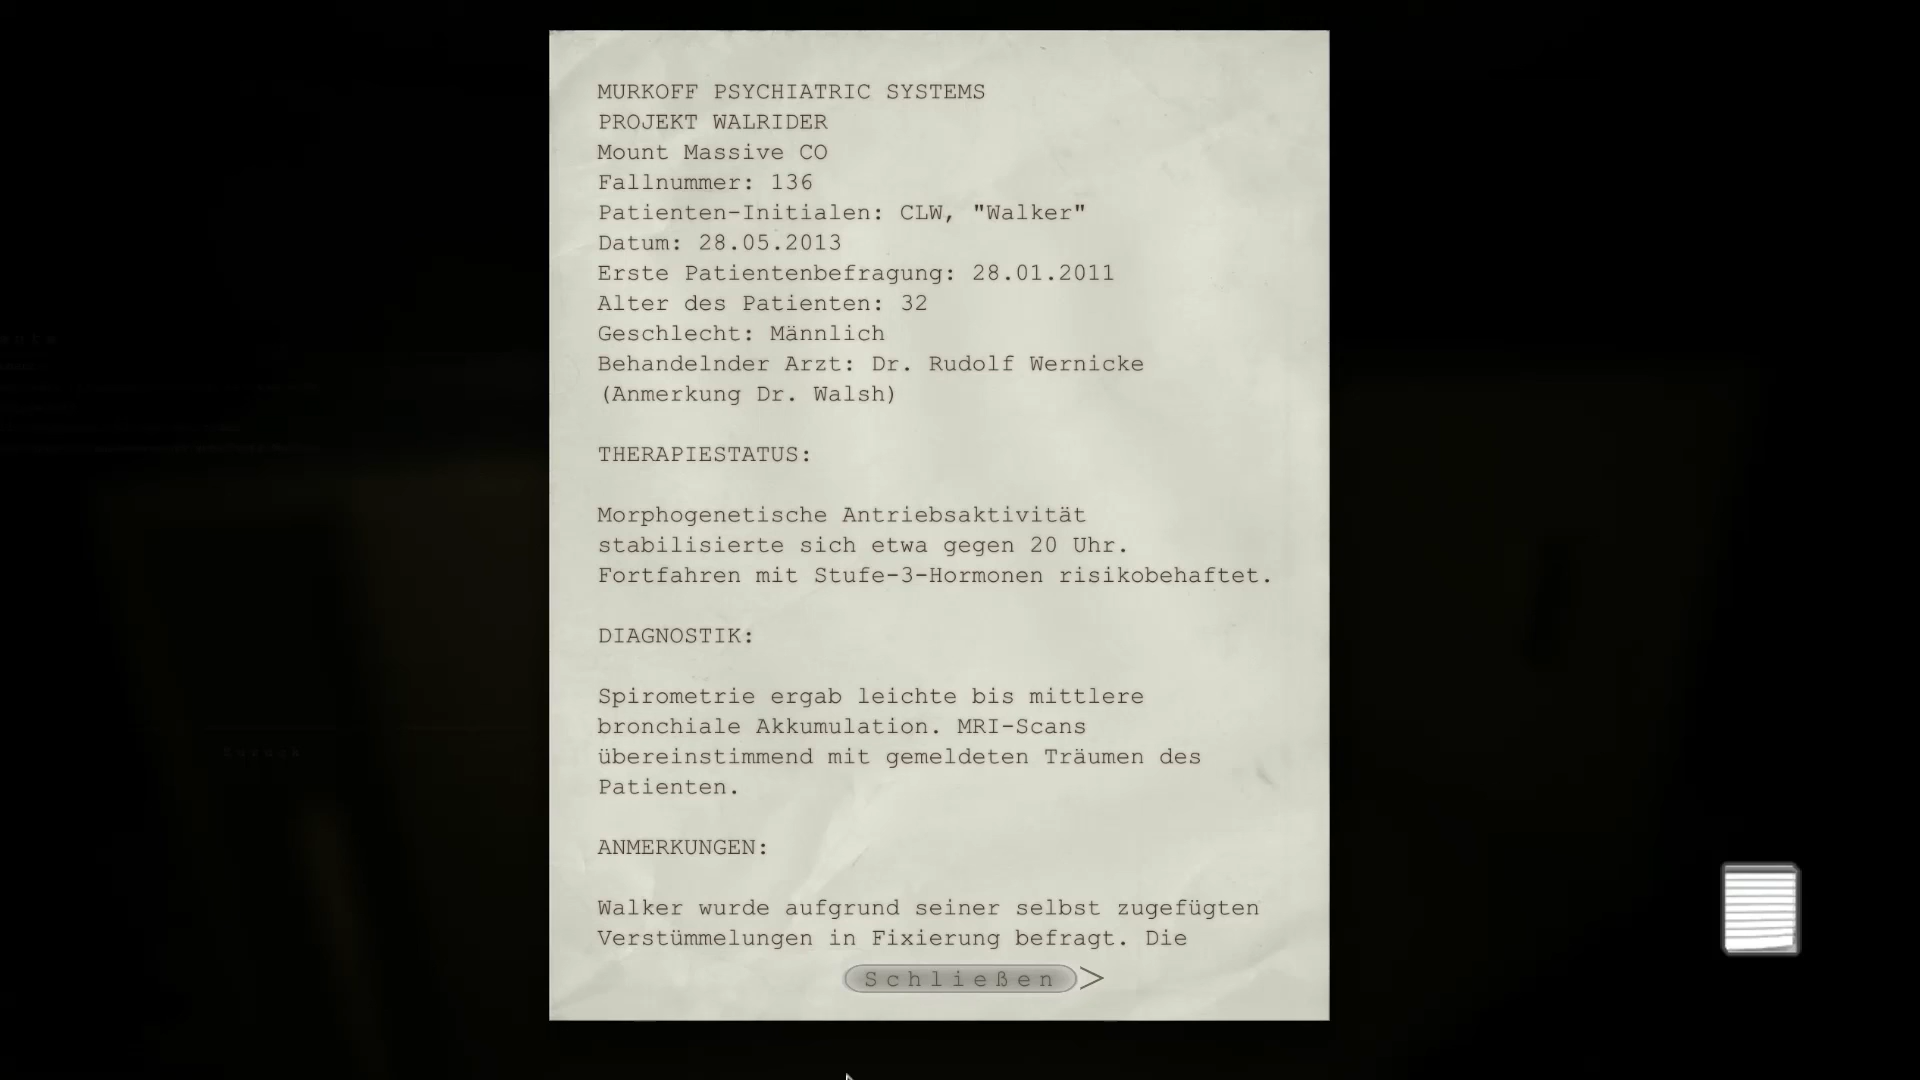 MURKOFF PSYCHIATRIC SYSTEMS
PROJEKT WALRIDER
Mount Massive CO
Fallnummer: 136
Patienten-Initialen: CLW, "Walker"
Datum: 28.05.2013
Erste Patientenbefragung: 28.01.2011
Alter des Patienten: 32
Geschlecht: Männlich
Behandelnder Arzt: Dr. Rudolf Wernicke
(Anmerkung Dr. Walsh)
THERAPIESTATUS:
Morphogenetische Antriebsaktivität
stabilisierte sich etwa gegen 20 Uhr.
Fortfahren mit Stufe-3-Hormonen risikobehaftet.
DIAGNOSTIK:
Spirometrie ergab leichte bis mittlere
bronchiale Akkumulation. MRI-Scans
übereinstimmend mit gemeldeten Träumen des
Patienten.
ANMERKUNGEN:
Walker wurde aufgrund seiner selbst zugefügten
Verstümmelungen in Fixierung befragt. Die
Schließen >